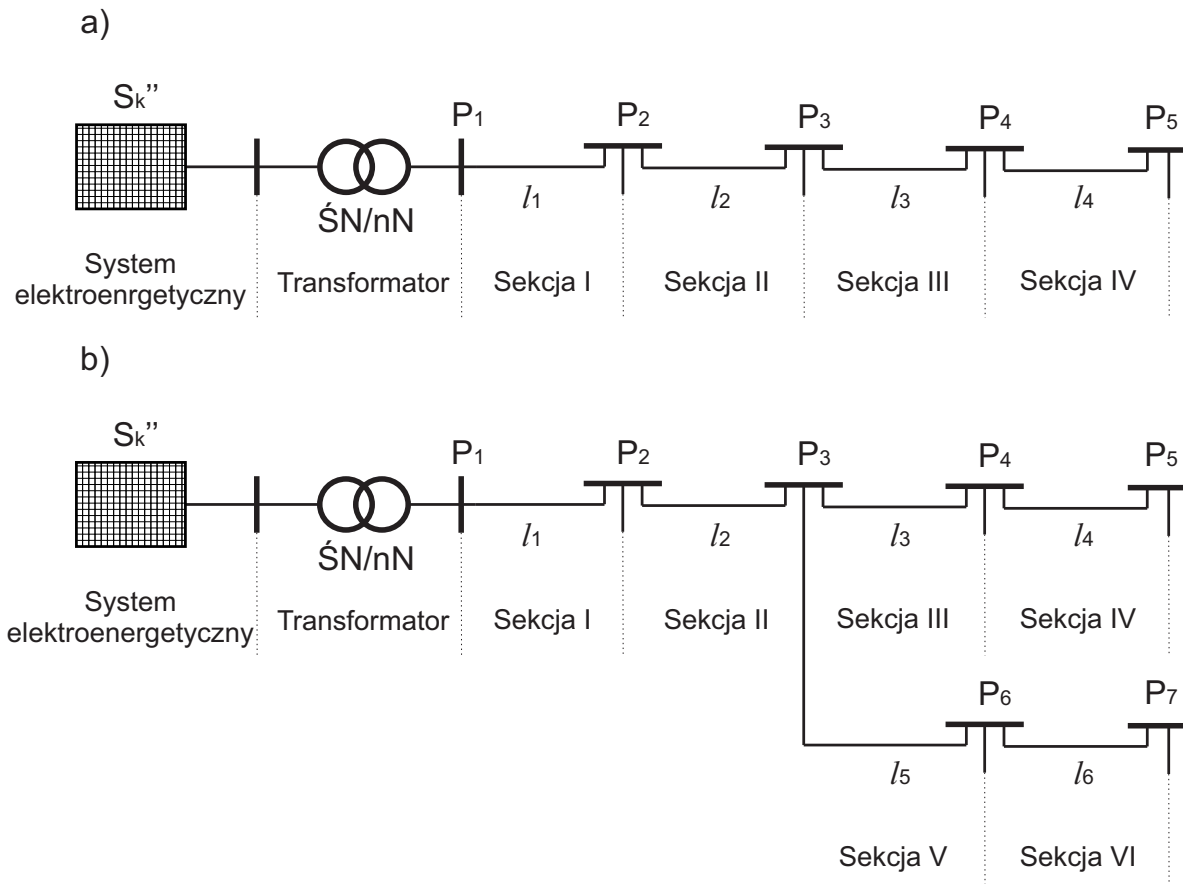 a)
Sk’’
P1
P2
P3
P4
P5
ŚN/nN
l1
l2
l3
l4
System
elektroenrgetyczny
Transformator
Sekcja I
Sekcja II
Sekcja III
Sekcja IV
b)
Sk’’
P1
P2
P3
P4
P5
ŚN/nN
l1
l2
l3
l4
System
elektroenergetyczny
Transformator
Sekcja I
Sekcja II
Sekcja III
Sekcja IV
P6
P7
l5
l6
Sekcja V
Sekcja VI